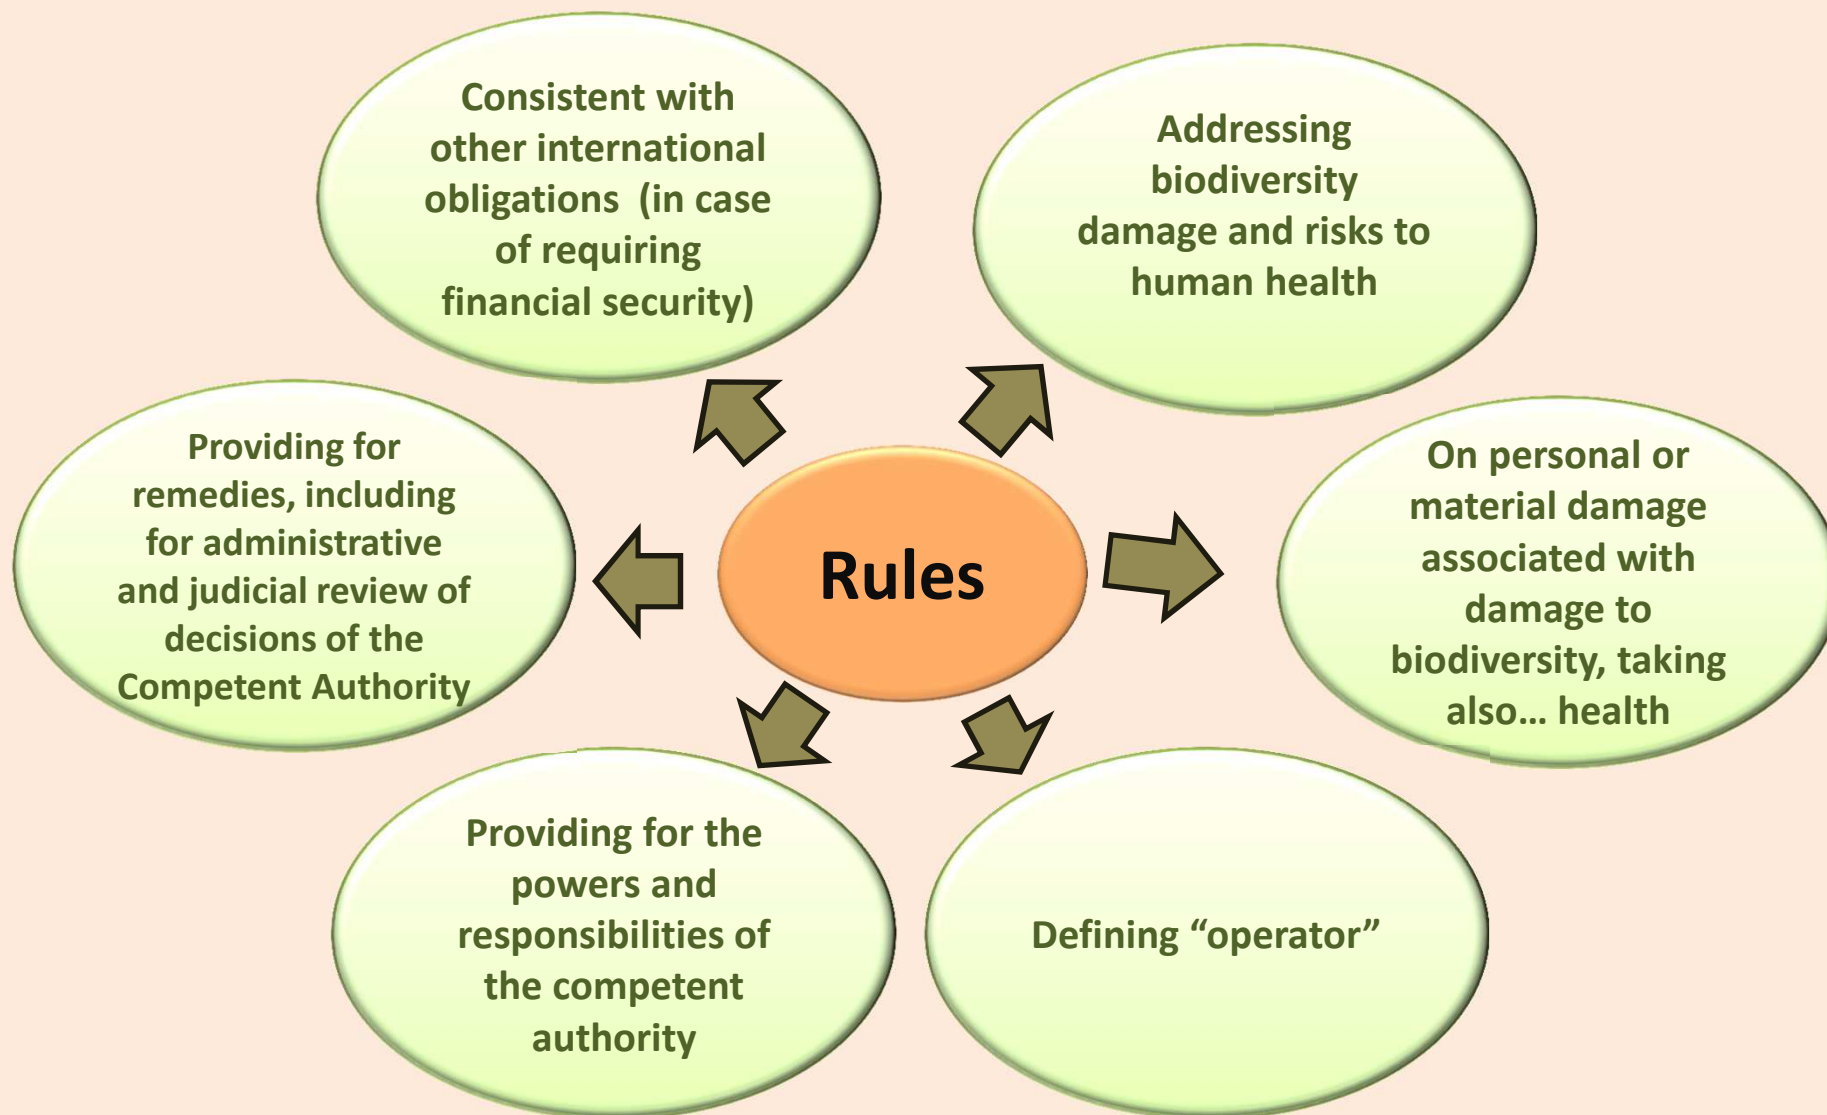 Consistent with
other international
obligations (in case
of requiring
financial security)
Addressing
biodiversity
damage and risks to
human health
Providing for
remedies, including
for administrative
and judicial review of
decisions of the
Competent Authority
Rules
On personal or
material damage
associated with
damage to
biodiversity, taking
also… health
Providing for the
powers and
responsibilities of
the competent
authority
Defining “operator”